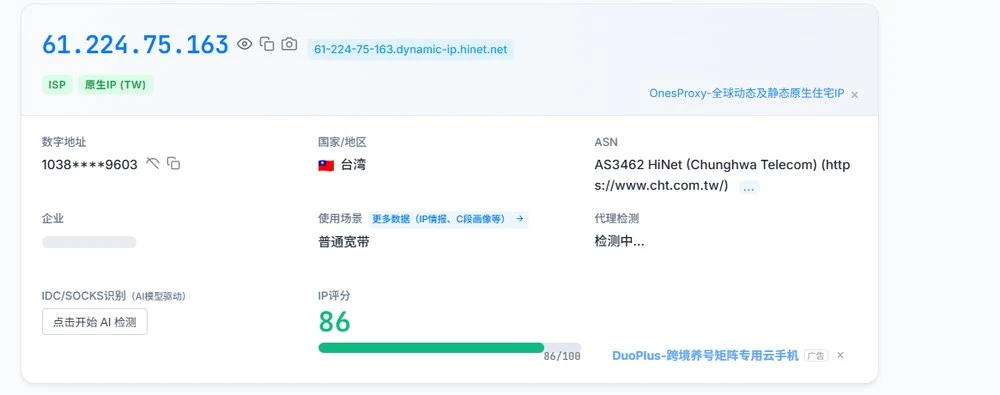 61.224.75.163
61-224-75-163.dynamic-ip.hinet.net
ISP
原生IP (TW)
OnesProxy-全球动态及静态原生住宅IP ×
数字地址
1038****9603
国家/地区
台湾
ASN
AS3462 HiNet (Chunghwa Telecom) (http
s://www.cht.com.tw/) ...
企业
使用场景 更多数据（IP情报、C段画像等） →
普通宽带
代理检测
检测中...
IDC/SOCKS识别（AI模型驱动）
点击开始 AI 检测
IP评分
86
86/100
DuoPlus-跨境养号矩阵专用云手机 广告 ×